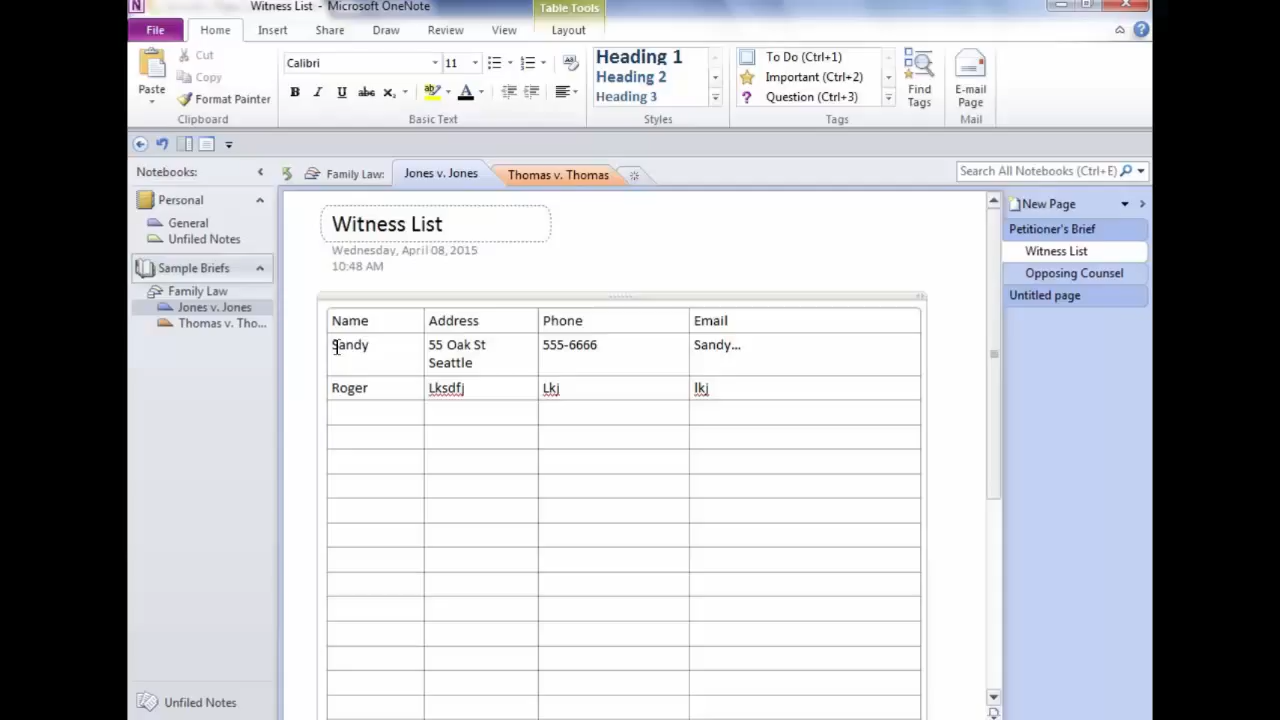 Witness List - Microsoft OneNote
Table Tools
File Home Insert Share Draw Review View Layout
Paste
Cut
Copy
Format Painter
Clipboard
Calibri 11
B I U abc X₂ A
Basic Text
Heading 1
Heading 2
Heading 3
Styles
To Do (Ctrl+1)
Important (Ctrl+2)
Question (Ctrl+3)
Tags
Find
Tags
E-mail
Page
Mail
Notebooks:
Personal
General
Unfiled Notes
Sample Briefs
Family Law
Jones v. Jones
Thomas v. Tho...
Unfiled Notes
Family Law: Jones v. Jones Thomas v. Thomas
Search All Notebooks (Ctrl+E)
Witness List
Wednesday, April 08, 2015
10:48 AM
Name Address Phone Email
Sandy 55 Oak St 555-6666 Sandy...
Seattle
Roger Lksdfj Lkj lkj
New Page
Petitioner's Brief
Witness List
Opposing Counsel
Untitled page